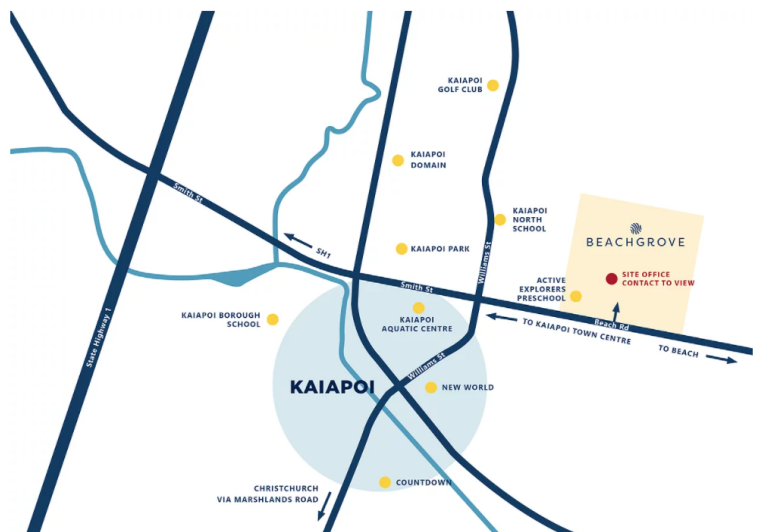 KAIAPOI
GOLF CLUB
KAIAPOI
DOMAIN
Smith St
KAIAPOI
NORTH
SCHOOL
BEACHGROVE
SH1
KAIAPOI PARK
Williams St
SITE OFFICE
CONTACT TO VIEW
Smith St
ACTIVE
EXPLORERS
PRESCHOOL
KAIAPOI BOROUGH
SCHOOL
KAIAPOI
AQUATIC CENTRE
Beach Rd
TO KAIAPOI TOWN CENTRE
TO BEACH
State Highway 1
Williams St
KAIAPOI
NEW WORLD
COUNTDOWN
CHRISTCHURCH
VIA MARSHLANDS ROAD